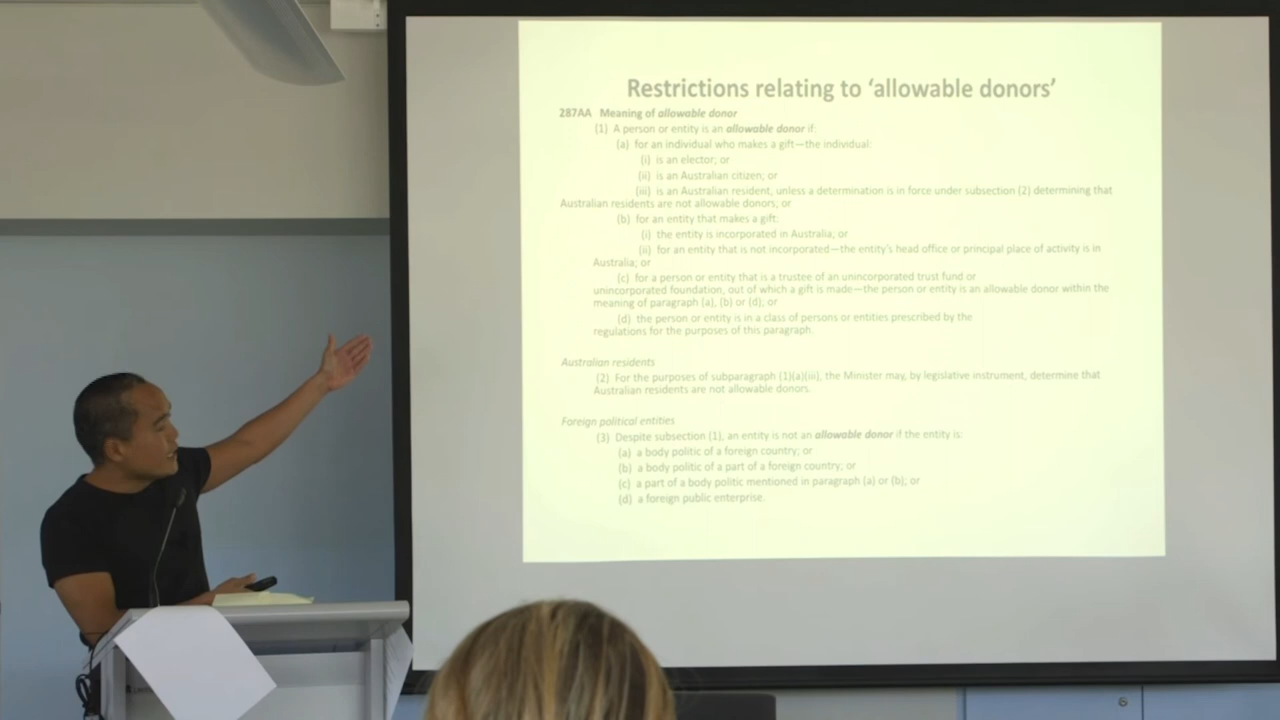 Restrictions relating to ‘allowable donors’
287AA Meaning of allowable donor
(1) A person or entity is an allowable donor if:
(a) for an individual who makes a gift—the individual:
(i) is an elector; or
(ii) is an Australian citizen; or
(iii) is an Australian resident, unless a determination is in force under subsection (2) determining that
Australian residents are not allowable donors; or
(b) for an entity that makes a gift:
(i) the entity is incorporated in Australia; or
(ii) for an entity that is not incorporated—the entity’s head office or principal place of activity is in
Australia; or
(c) for a person or entity that is a trustee of an unincorporated trust fund or
unincorporated foundation, out of which a gift is made—the person or entity is an allowable donor within the
meaning of paragraph (a), (b) or (d); or
(d) the person or entity is in a class of persons or entities prescribed by the
regulations for the purposes of this paragraph.
Australian residents
(2) For the purposes of subparagraph (1)(a)(iii), the Minister may, by legislative instrument, determine that
Australian residents are not allowable donors.
Foreign political entities
(3) Despite subsection (1), an entity is not an allowable donor if the entity is:
(a) a body politic of a foreign country; or
(b) a body politic of a part of a foreign country; or
(c) a part of a body politic mentioned in paragraph (a) or (b); or
(d) a foreign public enterprise.